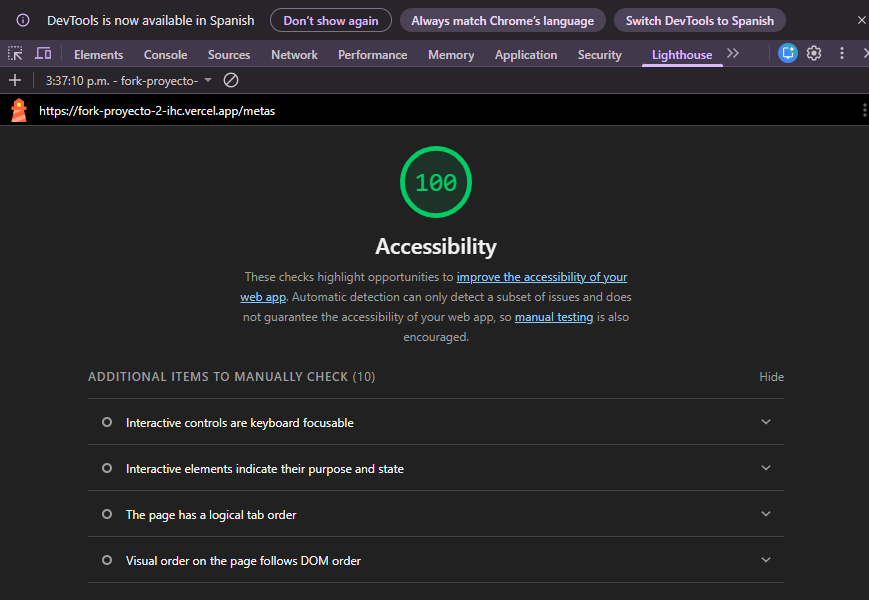 DevTools is now available in Spanish Don't show again Always match Chrome's language Switch DevTools to Spanish
Elements Console Sources Network Performance Memory Application Security Lighthouse
3:37:10 p.m. - fork-proyecto-
https://fork-proyecto-2-ihc.vercel.app/metas
100
Accessibility
These checks highlight opportunities to improve the accessibility of your
web app. Automatic detection can only detect a subset of issues and does
not guarantee the accessibility of your web app, so manual testing is also
encouraged.
ADDITIONAL ITEMS TO MANUALLY CHECK (10) Hide
Interactive controls are keyboard focusable
Interactive elements indicate their purpose and state
The page has a logical tab order
Visual order on the page follows DOM order